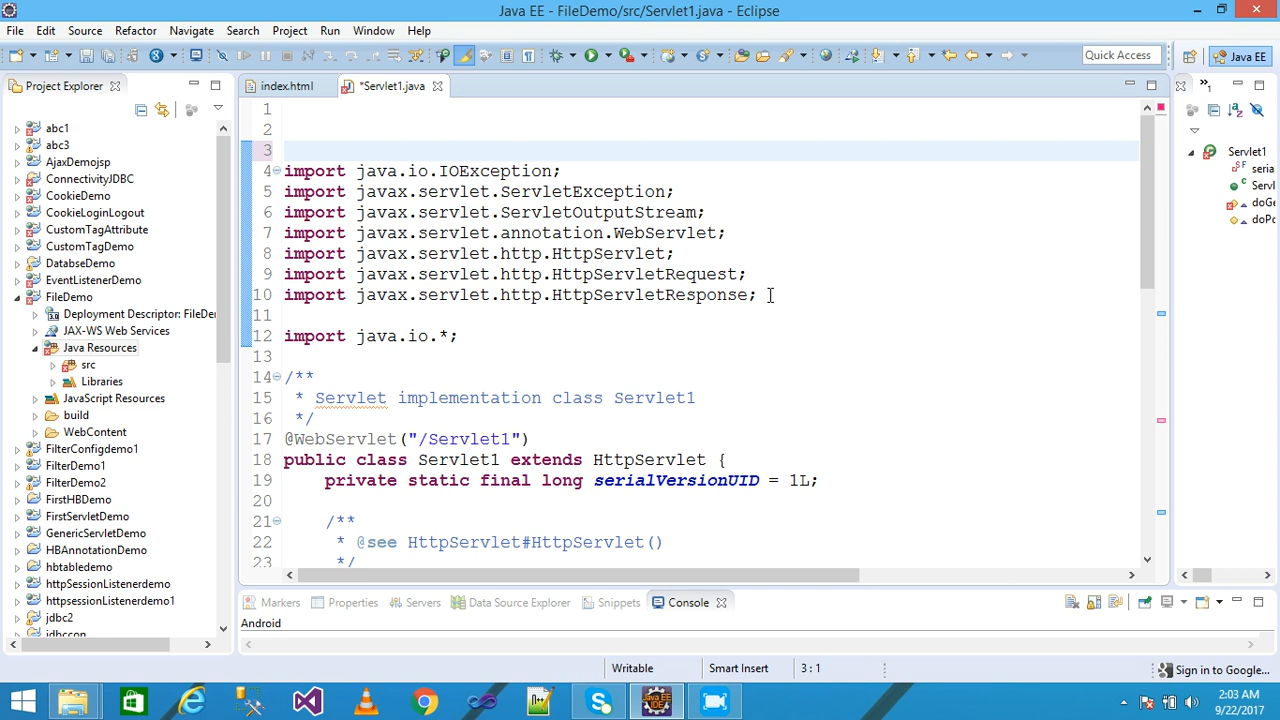 Java EE - FileDemo/src/Servlet1.java - Eclipse
File Edit Source Refactor Navigate Search Project Run Window Help
Quick Access
Java EE
Project Explorer
index.html
*Servlet1.java
1
abc1
abc3
AjaxDemojsp
ConnectivityJDBC
CookieDemo
CookieLoginLogout
CustomTagAttribute
CustomTagDemo
DatabseDemo
EventListenerDemo
FileDemo
Deployment Descriptor: FileDem
JAX-WS Web Services
Java Resources
src
Libraries
JavaScript Resources
build
WebContent
FilterConfigdemo1
FilterDemo1
FilterDemo2
FirstHBDemo
FirstServletDemo
GenericServletDemo
HBAnnotationDemo
hbtabledemo
httpSessionListenerdemo
httpsessionListenerdemo1
jdbc2
jdbccon
1
2
3
4 import java.io.IOException;
5 import javax.servlet.ServletException;
6 import javax.servlet.ServletOutputStream;
7 import javax.servlet.annotation.WebServlet;
8 import javax.servlet.http.HttpServlet;
9 import javax.servlet.http.HttpServletRequest;
10 import javax.servlet.http.HttpServletResponse;
11
12 import java.io.*;
13
14 /**
15 * Servlet implementation class Servlet1
16 */
17 @WebServlet("/Servlet1")
18 public class Servlet1 extends HttpServlet {
19 private static final long serialVersionUID = 1L;
20
21 /**
22 * @see HttpServlet#HttpServlet()
23 */
Servlet1
seria
Servl
doGe
doPo
Markers Properties Servers Data Source Explorer Snippets Console
Android
Writable
Smart Insert
3 : 1
Sign in to Google...
2:03 AM
9/22/2017